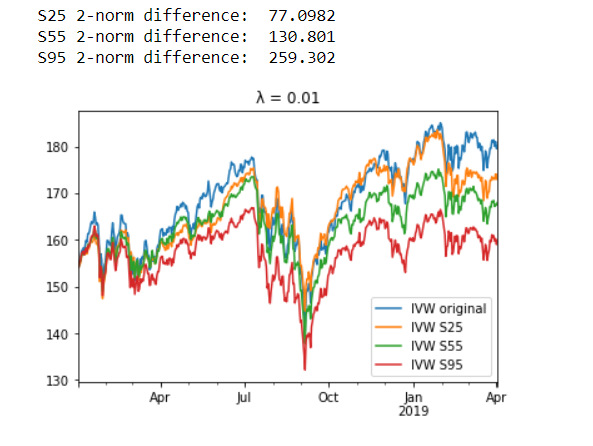 S25 2-norm difference:  77.0982
S55 2-norm difference:  130.801
S95 2-norm difference:  259.302
λ = 0.01
180
170
160
150
140
130
IVW original
IVW S25
IVW S55
IVW S95
Apr Jul Oct Jan Apr
2019